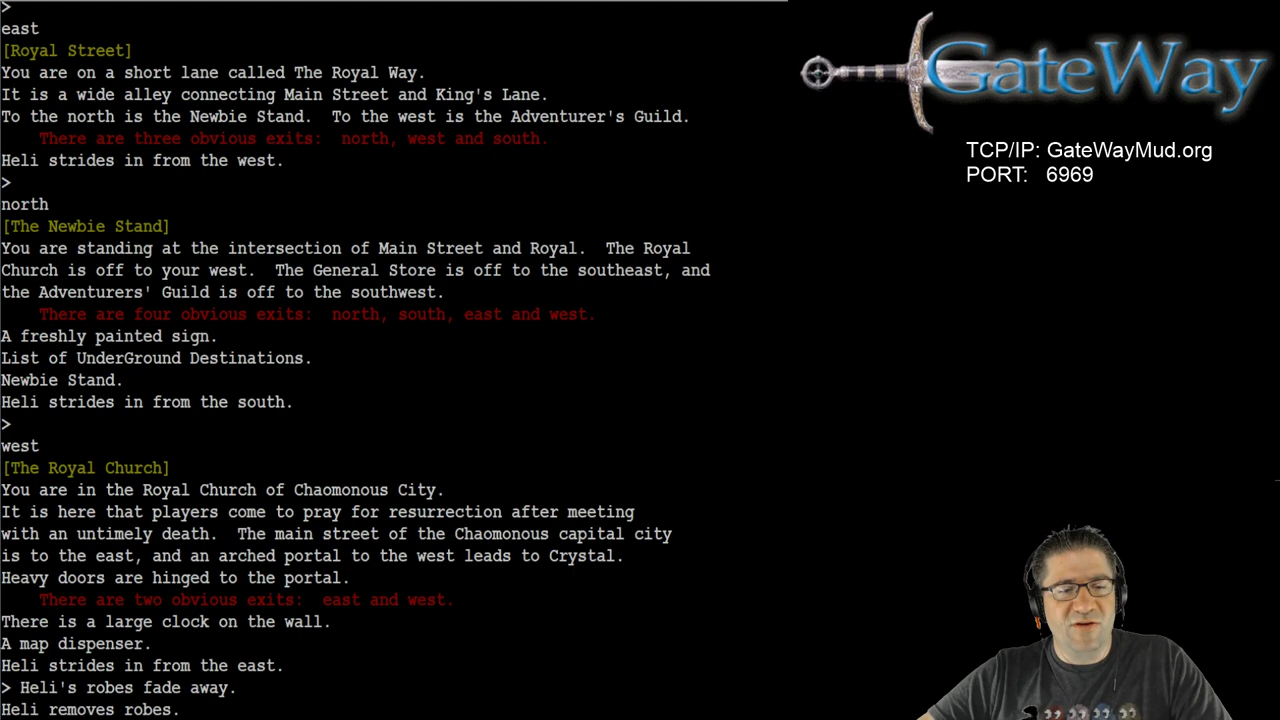 >
east
[Royal Street]
You are on a short lane called The Royal Way.
It is a wide alley connecting Main Street and King's Lane.
To the north is the Newbie Stand.  To the west is the Adventurer's Guild.
There are three obvious exits:  north, west and south.
Heli strides in from the west.
>
north
[The Newbie Stand]
You are standing at the intersection of Main Street and Royal.  The Royal
Church is off to your west.  The General Store is off to the southeast, and
the Adventurers' Guild is off to the southwest.
There are four obvious exits:  north, south, east and west.
A freshly painted sign.
List of UnderGround Destinations.
Newbie Stand.
Heli strides in from the south.
>
west
[The Royal Church]
You are in the Royal Church of Chaomonous City.
It is here that players come to pray for resurrection after meeting
with an untimely death.  The main street of the Chaomonous capital city
is to the east, and an arched portal to the west leads to Crystal.
Heavy doors are hinged to the portal.
There are two obvious exits:  east and west.
There is a large clock on the wall.
A map dispenser.
Heli strides in from the east.
> Heli's robes fade away.
Heli removes robes.
GateWay
TCP/IP: GateWayMud.org
PORT:   6969